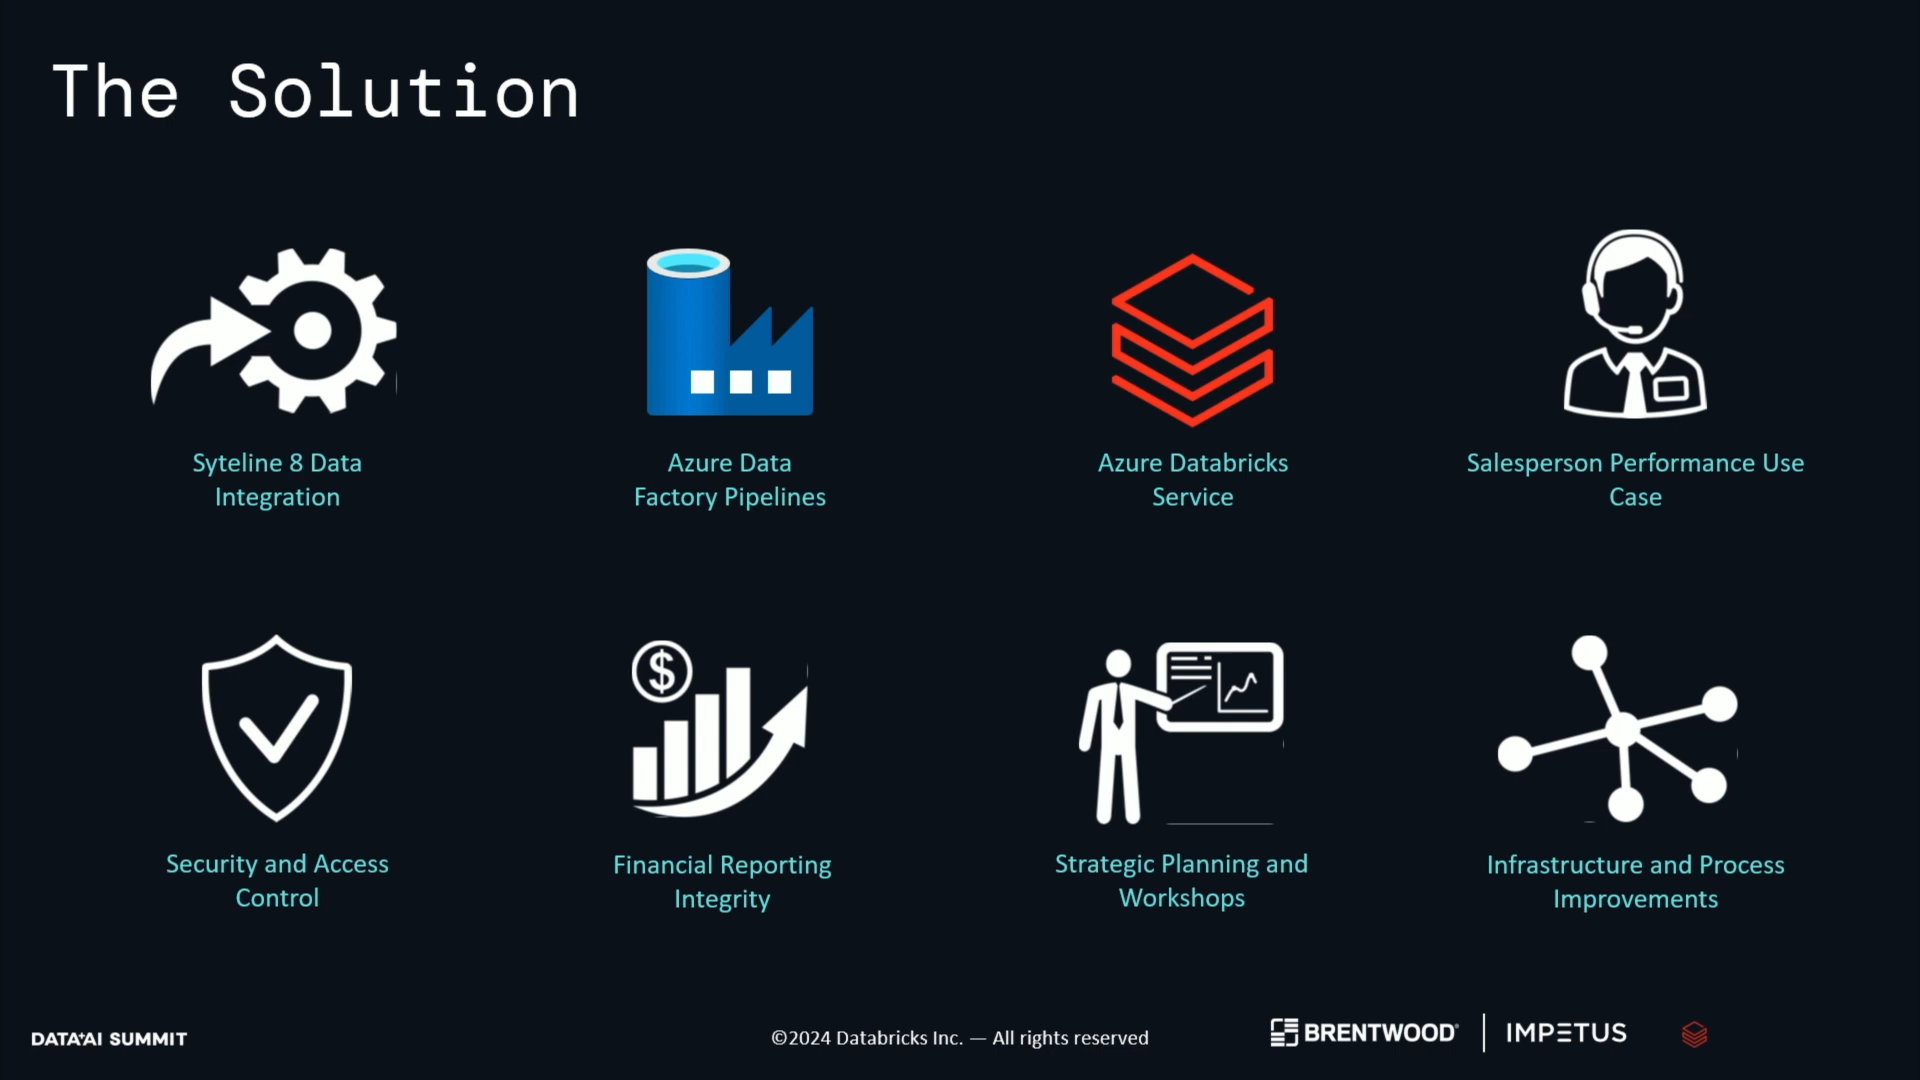 The Solution
Syteline 8 Data
Integration
Azure Data
Factory Pipelines
Azure Databricks
Service
Salesperson Performance Use
Case
Security and Access
Control
$
Financial Reporting
Integrity
Strategic Planning and
Workshops
Infrastructure and Process
Improvements
DATA+AI SUMMIT
©2024 Databricks Inc. — All rights reserved
BRENTWOOD®
IMPETUS